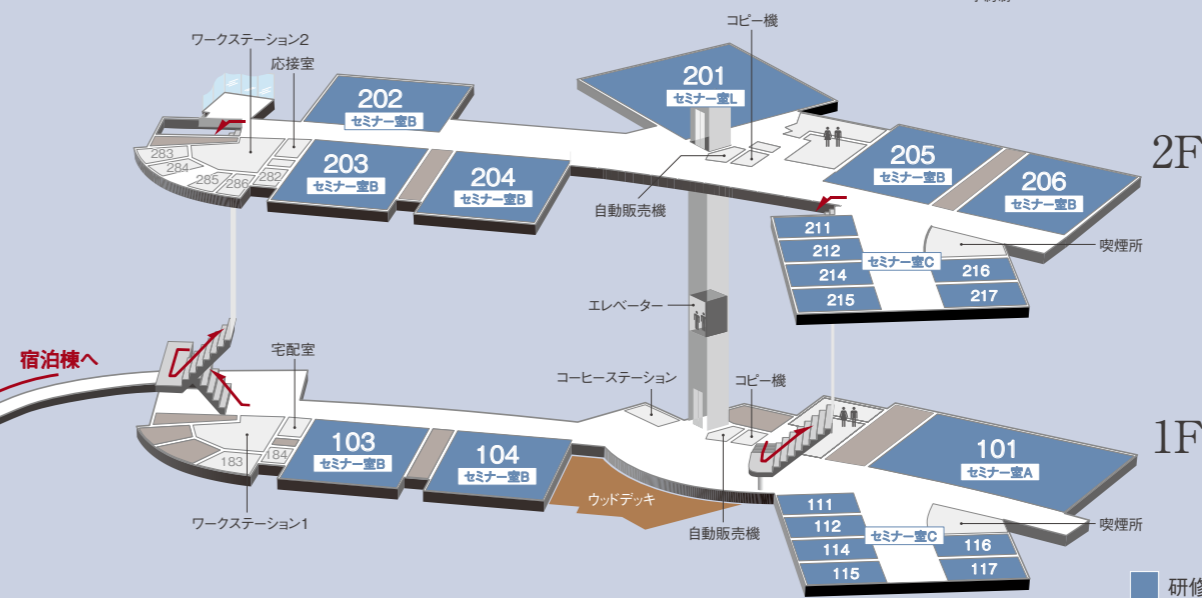 コピー機
ワークステーション2
応接室
201
セミナー室L
202
セミナー室B
203
セミナー室B
204
セミナー室B
205
セミナー室B
206
セミナー室B
2F
283
284
285
286
282
自動販売機
211
212
214
215
セミナー室C
216
217
喫煙所
エレベーター
宿泊棟へ
宅配室
コーヒーステーション
コピー機
1F
103
セミナー室B
104
セミナー室B
101
セミナー室A
183
184
ワークステーション1
ウッドデッキ
自動販売機
111
112
114
115
セミナー室C
116
117
喫煙所
研修